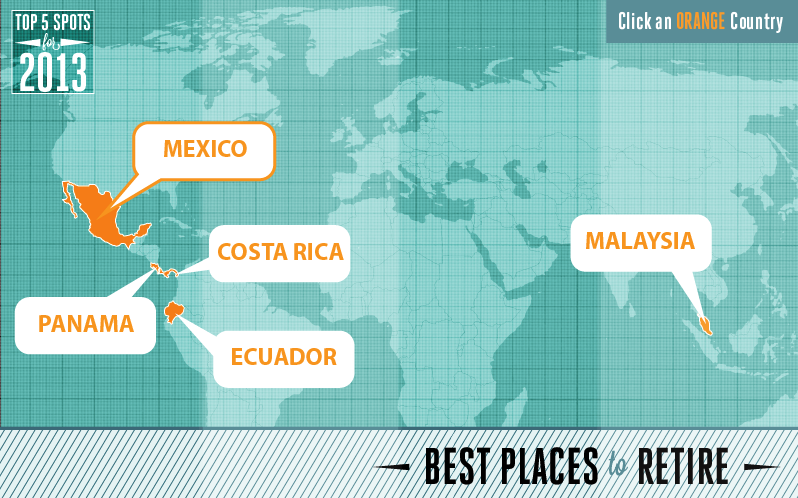 TOP 5 SPOTS
for
2013
Click an ORANGE Country
MEXICO
COSTA RICA
MALAYSIA
PANAMA
ECUADOR
BEST PLACES to RETIRE